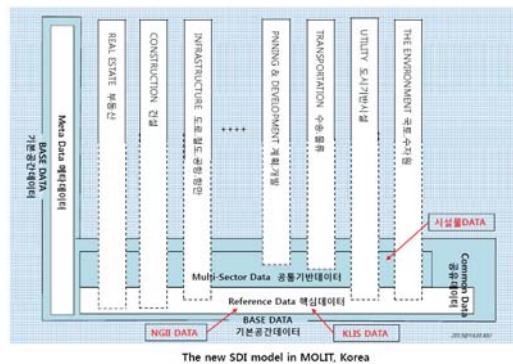 REAL ESTATE 부동산
CONSTRUCTION 건설
INFRASTRUCTURE 도로.철도.공항.항만
++++
PNNING & DEVELOPMENT 계획.개발
TRANSPORTATION 수송.물류
UTILITY 도시기반시설
THE ENVIRONMENT 국토.수자원
Meta Data 메타데이터
BASE DATA
기본공간데이터
시설물DATA
Multi-Sector Data 공통기반데이터
Common Data
공유데이터
Reference Data 핵심데이터
NGII DATA
BASE DATA
기본공간데이터
KLIS DATA
The new SDI model in MOLIT, Korea